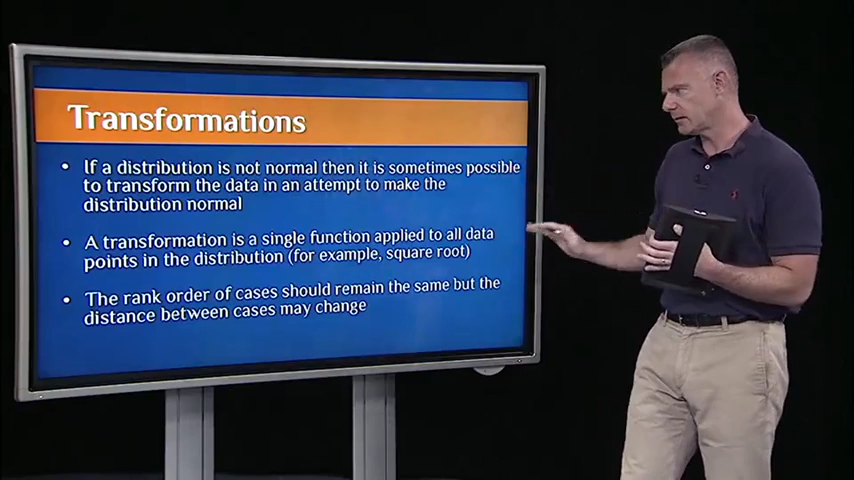 Transformations
• If a distribution is not normal then it is sometimes possible
to transform the data in an attempt to make the
distribution normal
• A transformation is a single function applied to all data
points in the distribution (for example, square root)
• The rank order of cases should remain the same but the
distance between cases may change